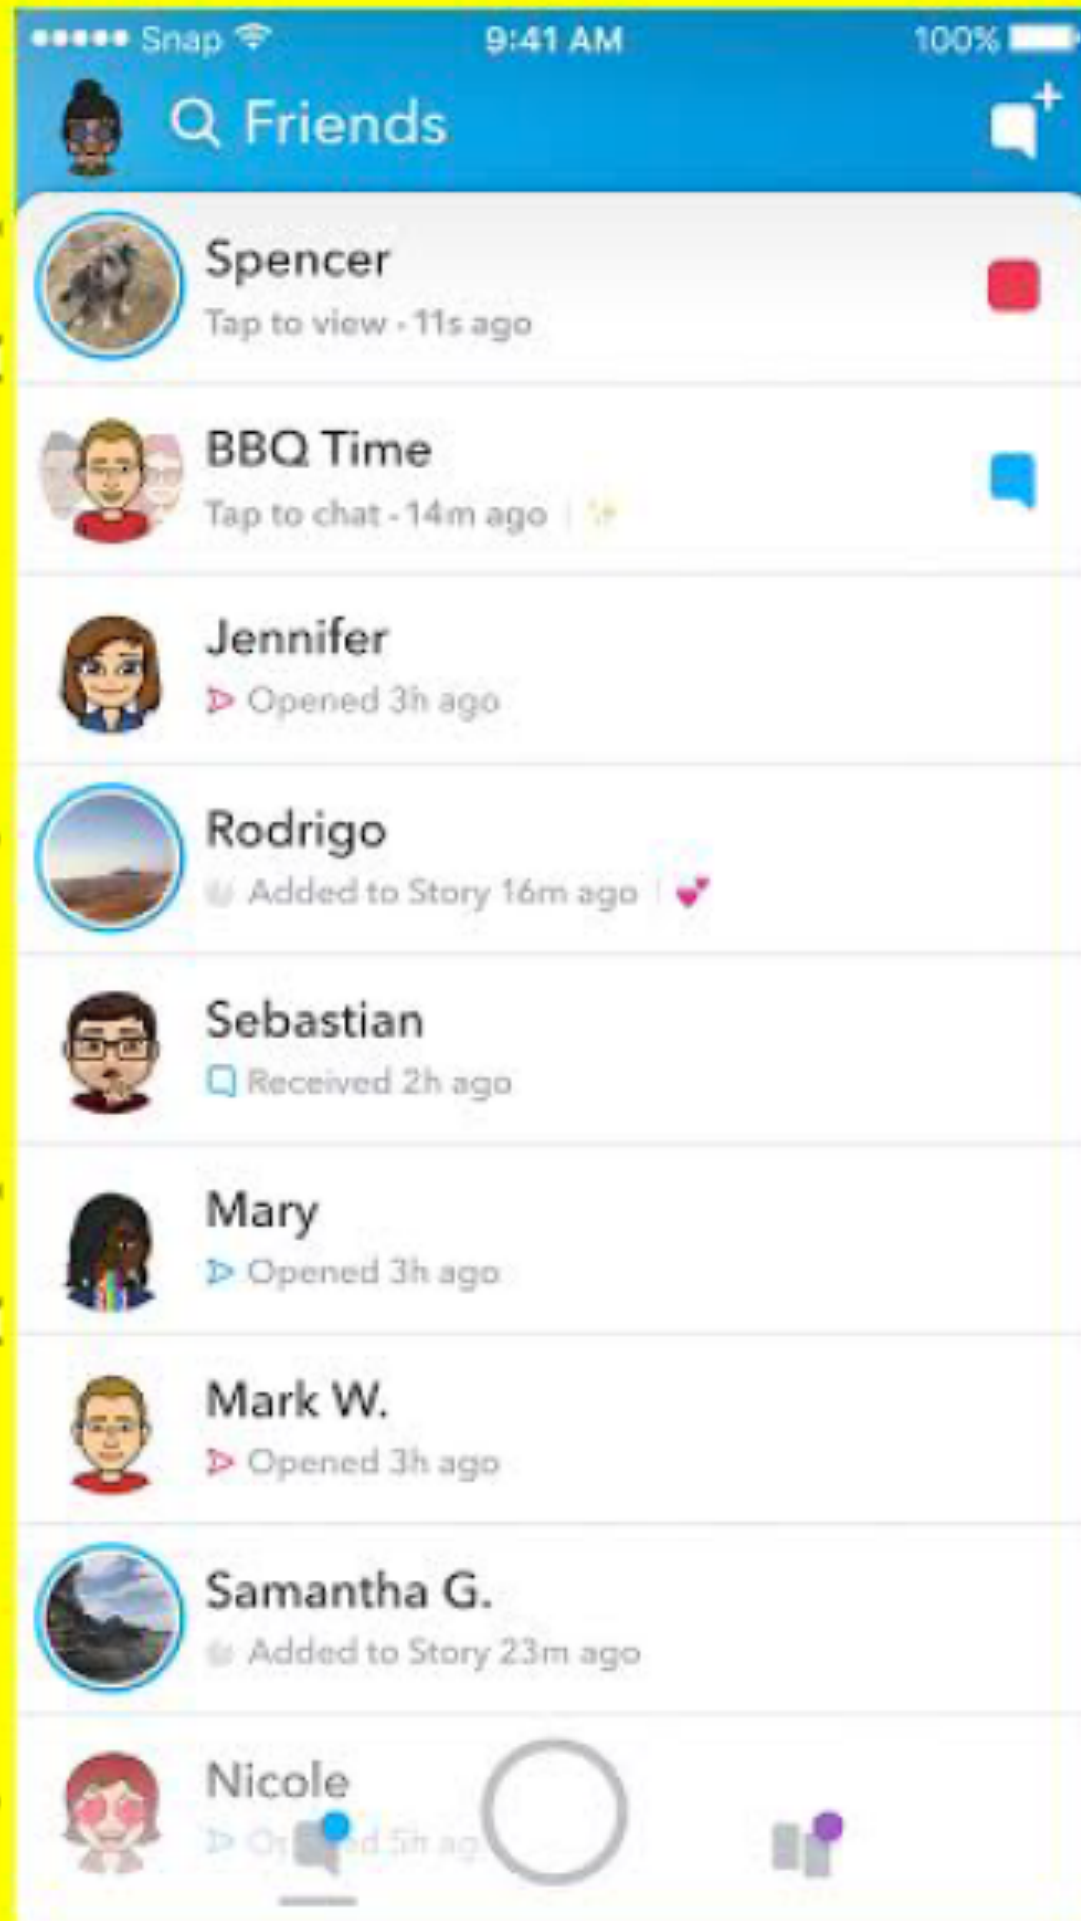 Snap 9:41 AM 100%
Friends
Spencer
Tap to view - 11s ago
BBQ Time
Tap to chat - 14m ago
Jennifer
Opened 3h ago
Rodrigo
Added to Story 16m ago
Sebastian
Received 2h ago
Mary
Opened 3h ago
Mark W.
Opened 3h ago
Samantha G.
Added to Story 23m ago
Nicole
5h